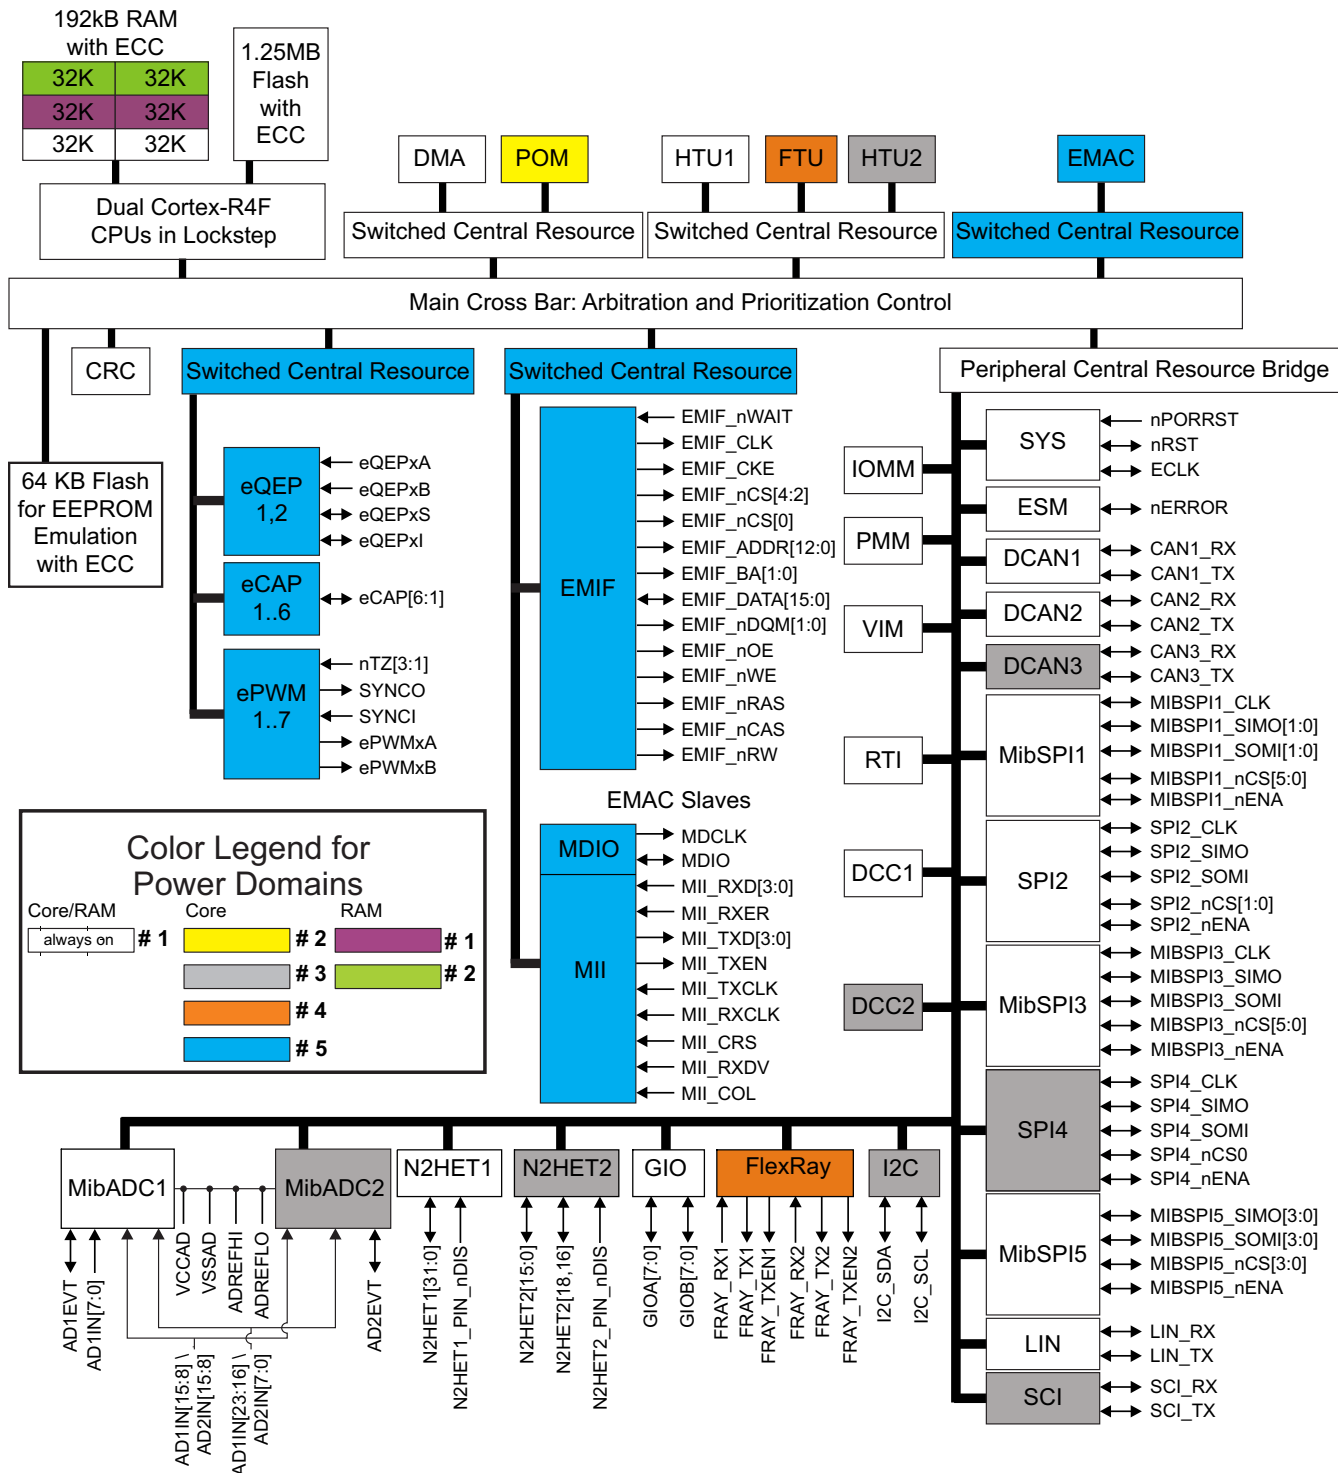 192kB RAM
with ECC
32K 32K
32K 32K
32K 32K
1.25MB
Flash
with
ECC
DMA
POM
HTU1
FTU
HTU2
EMAC
Dual Cortex-R4F
CPUs in Lockstep
Switched Central Resource
Switched Central Resource
Switched Central Resource
Main Cross Bar: Arbitration and Prioritization Control
CRC
Switched Central Resource
Switched Central Resource
Peripheral Central Resource Bridge
64 KB Flash
for EEPROM
Emulation
with ECC
eQEP
1,2
eQEPxA
eQEPxB
eQEPxS
eQEPxI
eCAP
1..6
eCAP[6:1]
ePWM
1..7
nTZ[3:1]
SYNCO
SYNCI
ePWMxA
ePWMxB
EMIF
EMIF_nWAIT
EMIF_CLK
EMIF_CKE
EMIF_nCS[4:2]
EMIF_nCS[0]
EMIF_ADDR[12:0]
EMIF_BA[1:0]
EMIF_DATA[15:0]
EMIF_nDQM[1:0]
EMIF_nOE
EMIF_nWE
EMIF_nRAS
EMIF_nCAS
EMIF_nRW
EMAC Slaves
MDIO
MDCLK
MDIO
MII
MII_RXD[3:0]
MII_RXER
MII_TXD[3:0]
MII_TXEN
MII_TXCLK
MII_RXCLK
MII_CRS
MII_RXDV
MII_COL
IOMM
PMM
VIM
RTI
DCC1
DCC2
SYS
nPORRST
nRST
ECLK
ESM
nERROR
DCAN1
CAN1_RX
CAN1_TX
DCAN2
CAN2_RX
CAN2_TX
DCAN3
CAN3_RX
CAN3_TX
MibSPI1
MIBSPI1_CLK
MIBSPI1_SIMO[1:0]
MIBSPI1_SOMI[1:0]
MIBSPI1_nCS[5:0]
MIBSPI1_nENA
SPI2
SPI2_CLK
SPI2_SIMO
SPI2_SOMI
SPI2_nCS[1:0]
SPI2_nENA
MibSPI3
MIBSPI3_CLK
MIBSPI3_SIMO
MIBSPI3_SOMI
MIBSPI3_nCS[5:0]
MIBSPI3_nENA
SPI4
SPI4_CLK
SPI4_SIMO
SPI4_SOMI
SPI4_nCS0
SPI4_nENA
MibSPI5
MIBSPI5_SIMO[3:0]
MIBSPI5_SOMI[3:0]
MIBSPI5_nCS[3:0]
MIBSPI5_nENA
LIN
LIN_RX
LIN_TX
SCI
SCI_RX
SCI_TX
Color Legend for
Power Domains
Core/RAM Core RAM
always on # 1
# 2
# 3
# 4
# 5
# 1
# 2
MibADC1
MibADC2
N2HET1
N2HET2
GIO
FlexRay
I2C
AD1EVT
AD1IN[7:0]
VCCAD
VSSAD
ADREFHI
ADREFLO
AD2EVT
AD1IN[15:8] \
AD2IN[15:8]
AD1IN[23:16] \
AD2IN[7:0]
N2HET1[31:0]
N2HET1_PIN_nDIS
N2HET2[15:0]
N2HET2[18,16]
N2HET2_PIN_nDIS
GIOA[7:0]
GIOB[7:0]
FRAY_RX1
FRAY_TX1
FRAY_TXEN1
FRAY_RX2
FRAY_TX2
FRAY_TXEN2
I2C_SDA
I2C_SCL